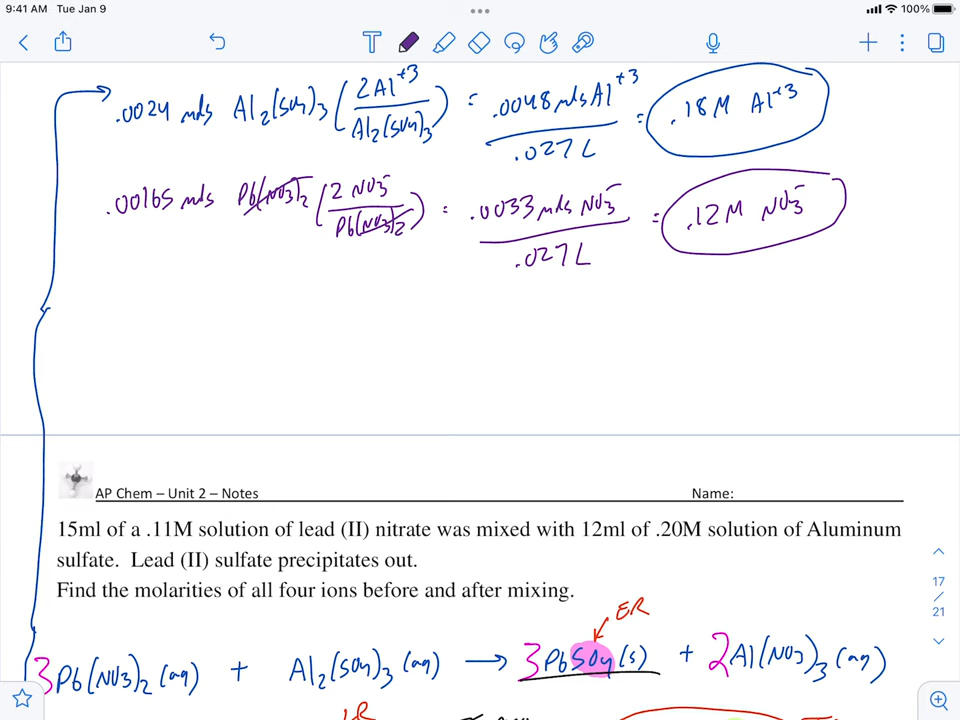 9:41 AM Tue Jan 9 100%
.0024 mols Al₂(SO₄)₃ (2Al⁺³ / Al₂(SO₄)₃) = .0048 mols Al⁺³ / .027 L = .18M Al⁺³
.00165 mols Pb(NO₃)₂ (2 NO₃⁻ / Pb(NO₃)₂) = .0033 mols NO₃⁻ / .027 L = .12M NO₃⁻
AP Chem – Unit 2 – Notes Name:
15ml of a .11M solution of lead (II) nitrate was mixed with 12ml of .20M solution of Aluminum
sulfate. Lead (II) sulfate precipitates out.
Find the molarities of all four ions before and after mixing.
17
/
21
ER
3Pb(NO₃)₂ (aq) + Al₂(SO₄)₃ (aq) → 3PbSO₄(s) + 2Al(NO₃)₃ (aq)